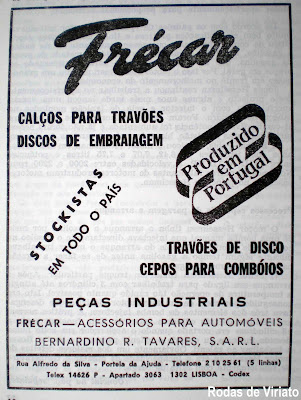 Frécar
CALÇOS PARA TRAVÕES
DISCOS DE EMBRAIAGEM
Produzido
em
Portugal
STOCKISTAS
EM TODO O PAÍS
TRAVÕES DE DISCO
CEPOS PARA COMBÓIOS
PEÇAS INDUSTRIAIS
FRÉCAR—ACESSÓRIOS PARA AUTOMÓVEIS
BERNARDINO R. TAVARES, S.A.R.L.
Rua Alfredo da Silva - Portela da Ajuda - Telefone 2 10 25 61 (5 linhas)
Telex 14626 P - Apartado 3063 1302 LISBOA - Codex
Rodas de Viriato